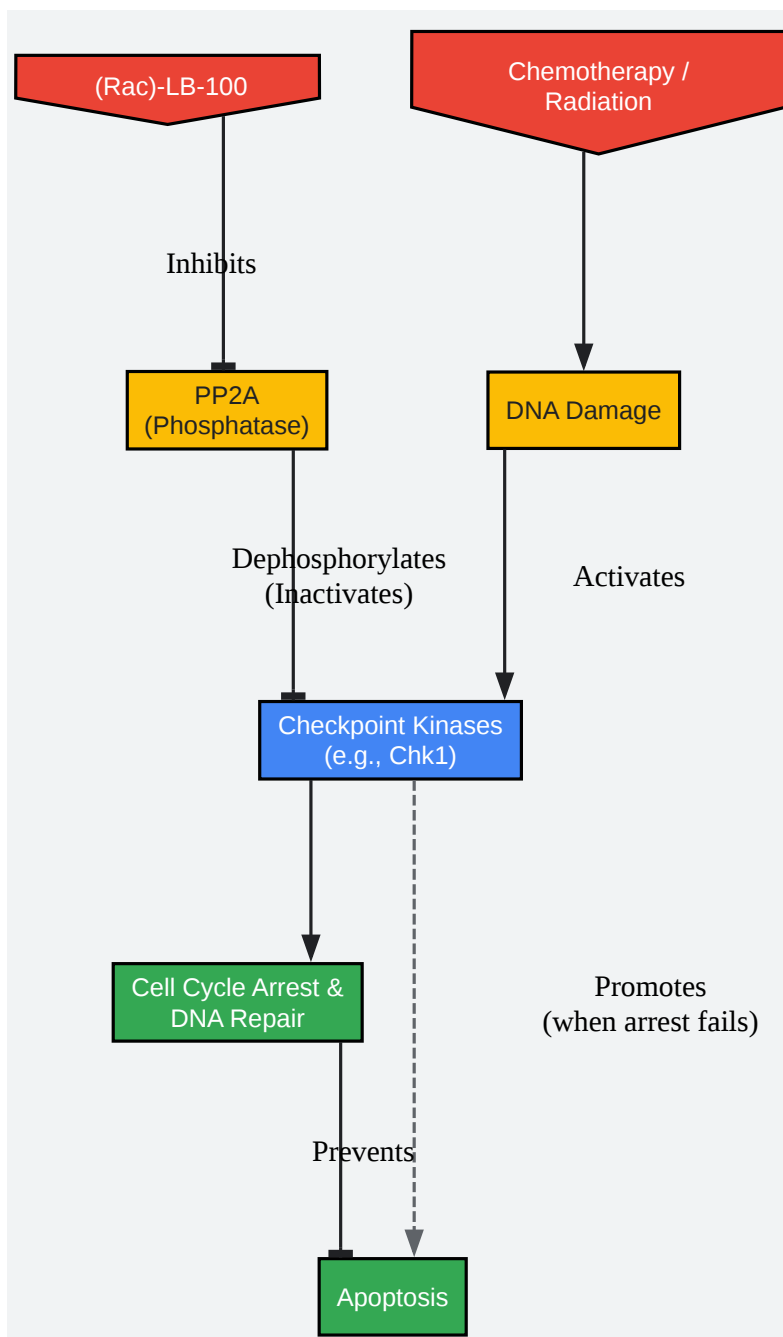 (Rac)-LB-100
Chemotherapy /
Radiation
Inhibits
PP2A
(Phosphatase)
DNA Damage
Dephosphorylates
(Inactivates)
Activates
Checkpoint Kinases
(e.g., Chk1)
Cell Cycle Arrest &
DNA Repair
Promotes
(when arrest fails)
Prevents
Apoptosis